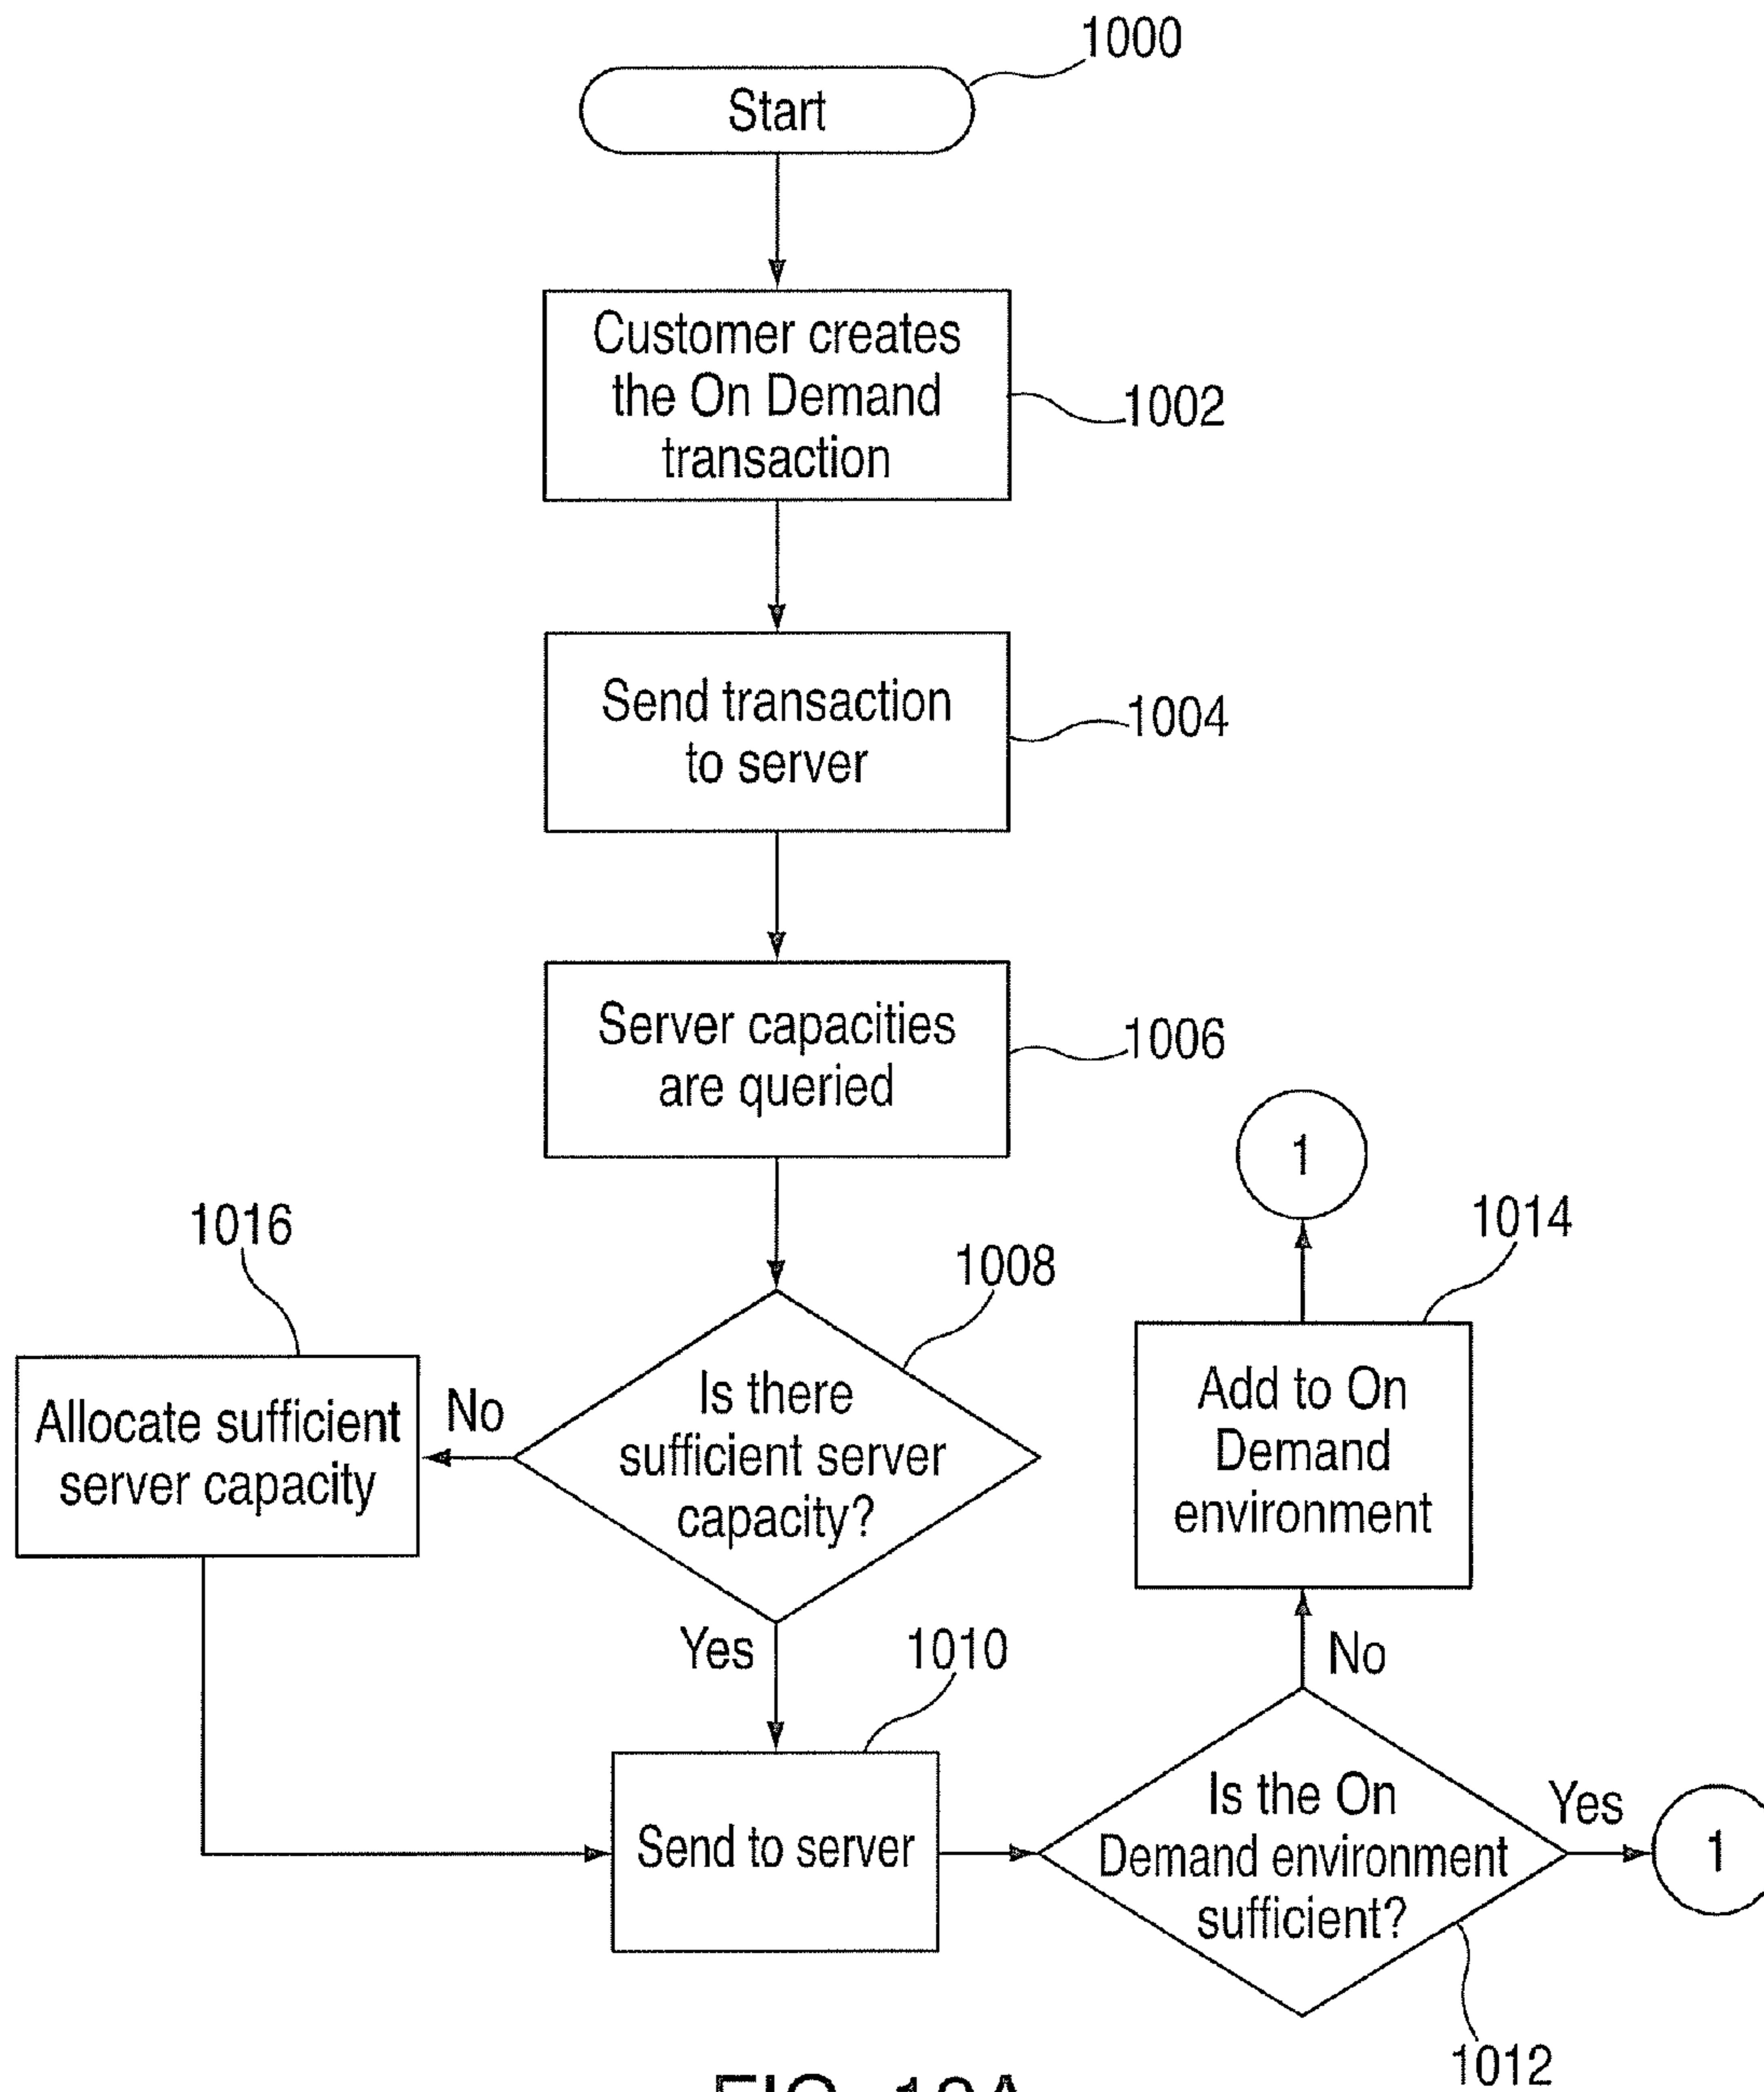 1000
Start
Customer creates
the On Demand
transaction
1002
Send transaction
to server
1004
Server capacities
are queried
1006
1
1016
1008
1014
Allocate sufficient
server capacity
No
Is there
sufficient server
capacity?
Add to On
Demand
environment
Yes
1010
No
Send to server
Is the On
Demand environment
sufficient?
Yes
1
1012
FIG. 10A